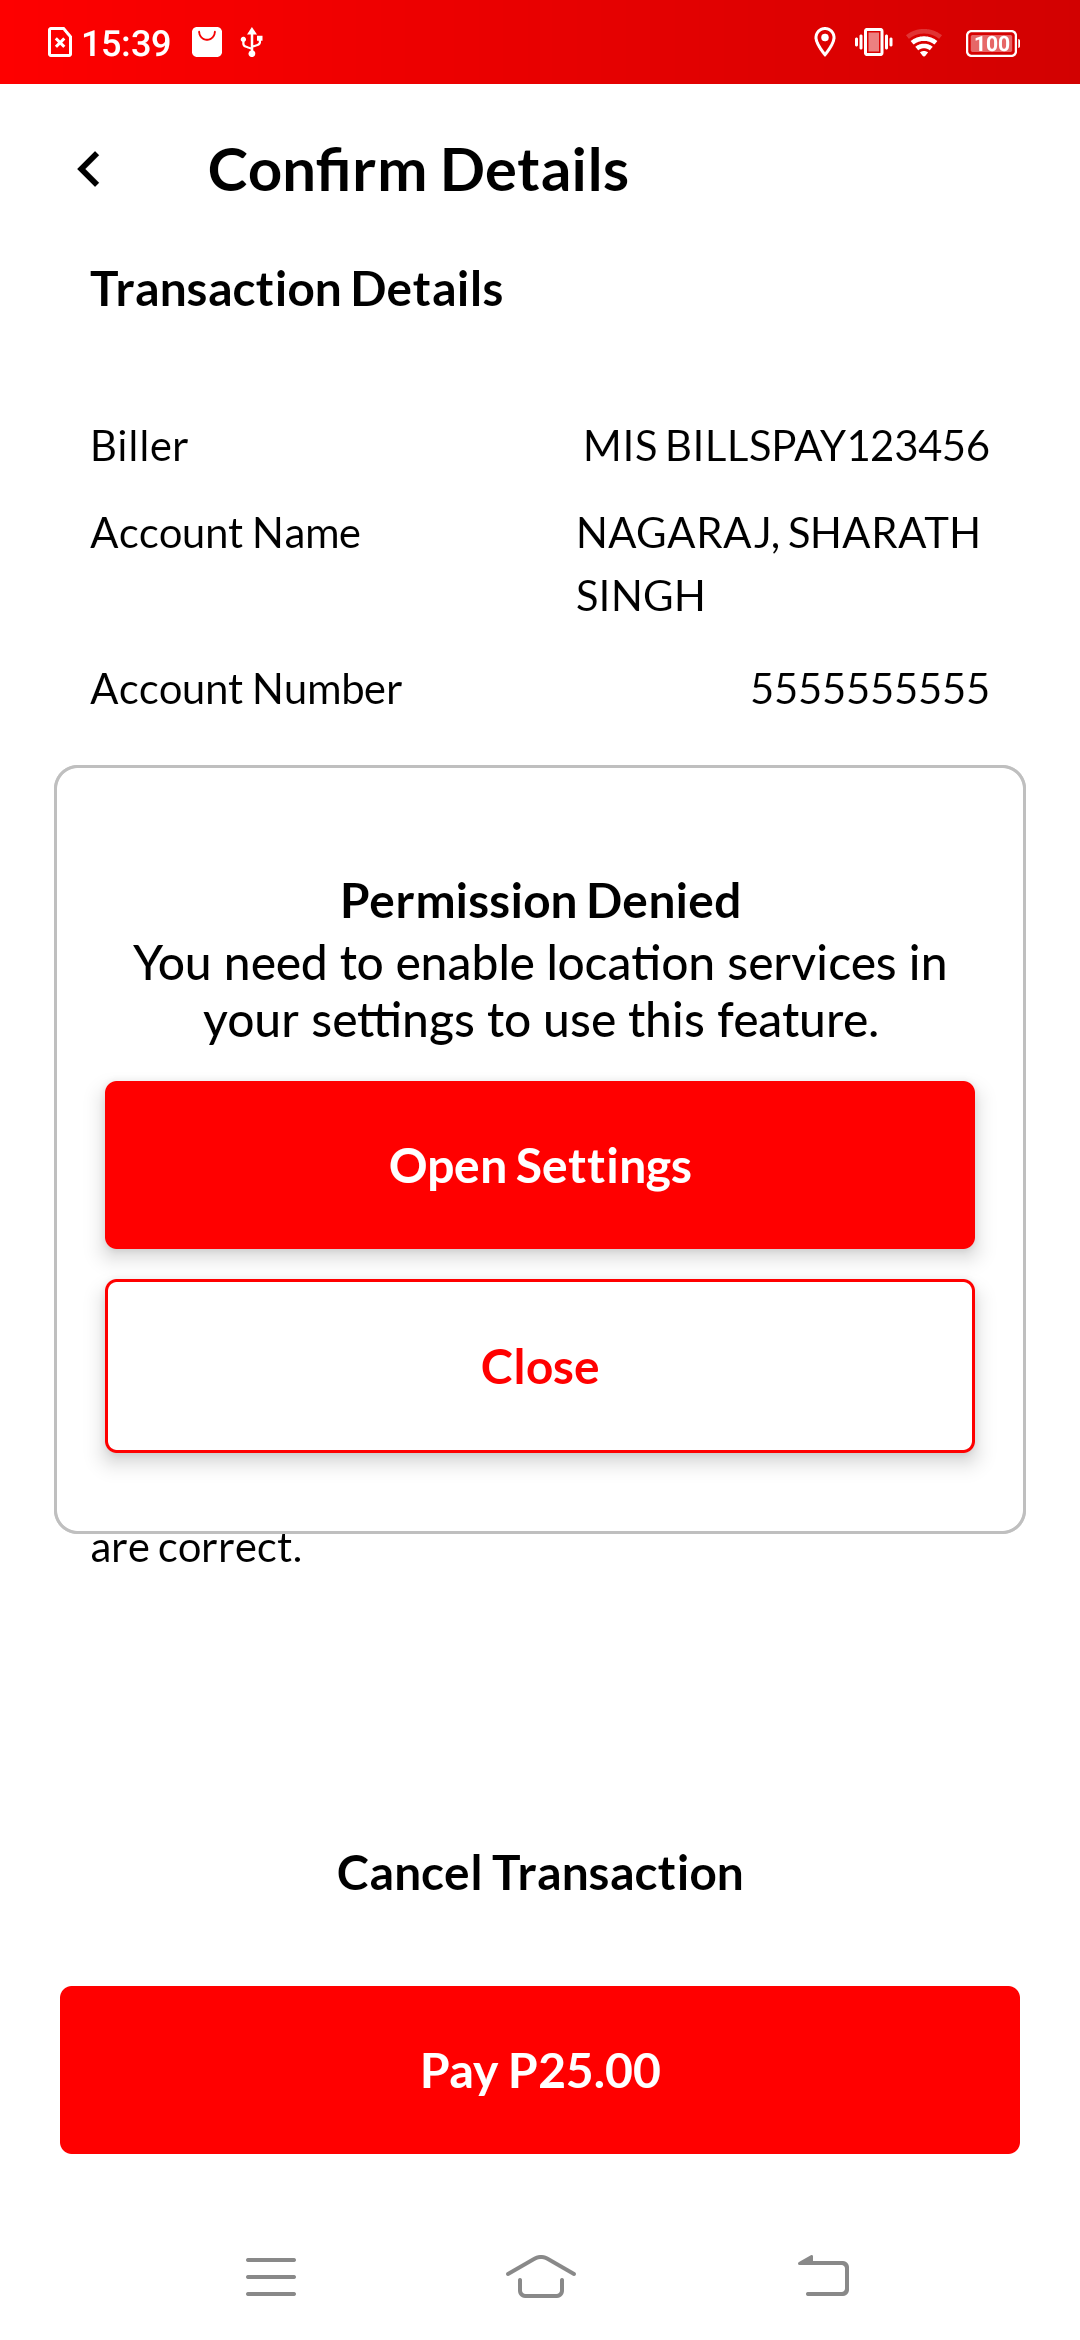 15:39
100
Confirm Details
Transaction Details
Biller
MIS BILLSPAY123456
Account Name
NAGARAJ, SHARATH
SINGH
Account Number
5555555555
Permission Denied
You need to enable location services in
your settings to use this feature.
Open Settings
Close
are correct.
Cancel Transaction
Pay P25.00